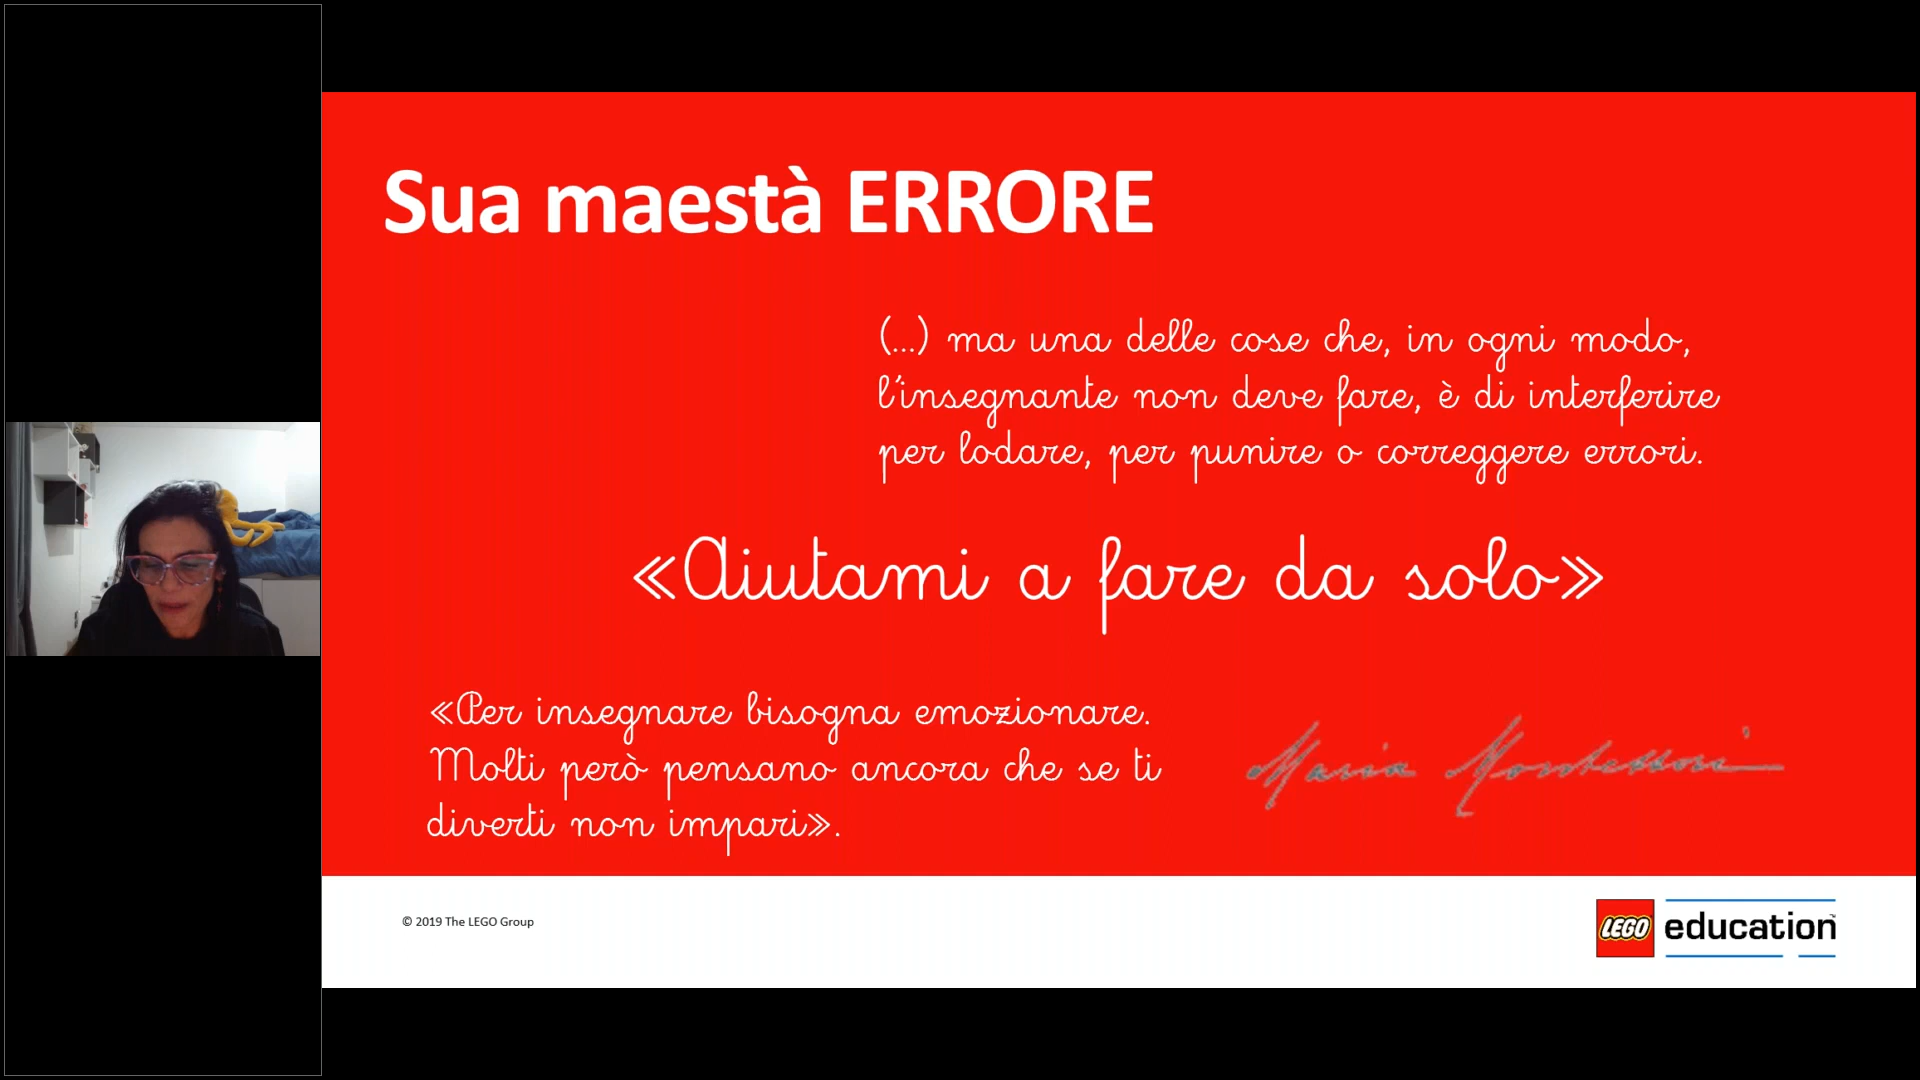 Sua maestà ERRORE
(...) ma una delle cose che, in ogni modo,
l'insegnante non deve fare, è di interferire
per lodare, per punire o correggere errori.
«Aiutami a fare da solo»
«Per insegnare bisogna emozionare.
Molti però pensano ancora che se ti
diverti non impari».
Maria Montessori
© 2019 The LEGO Group
LEGO education™